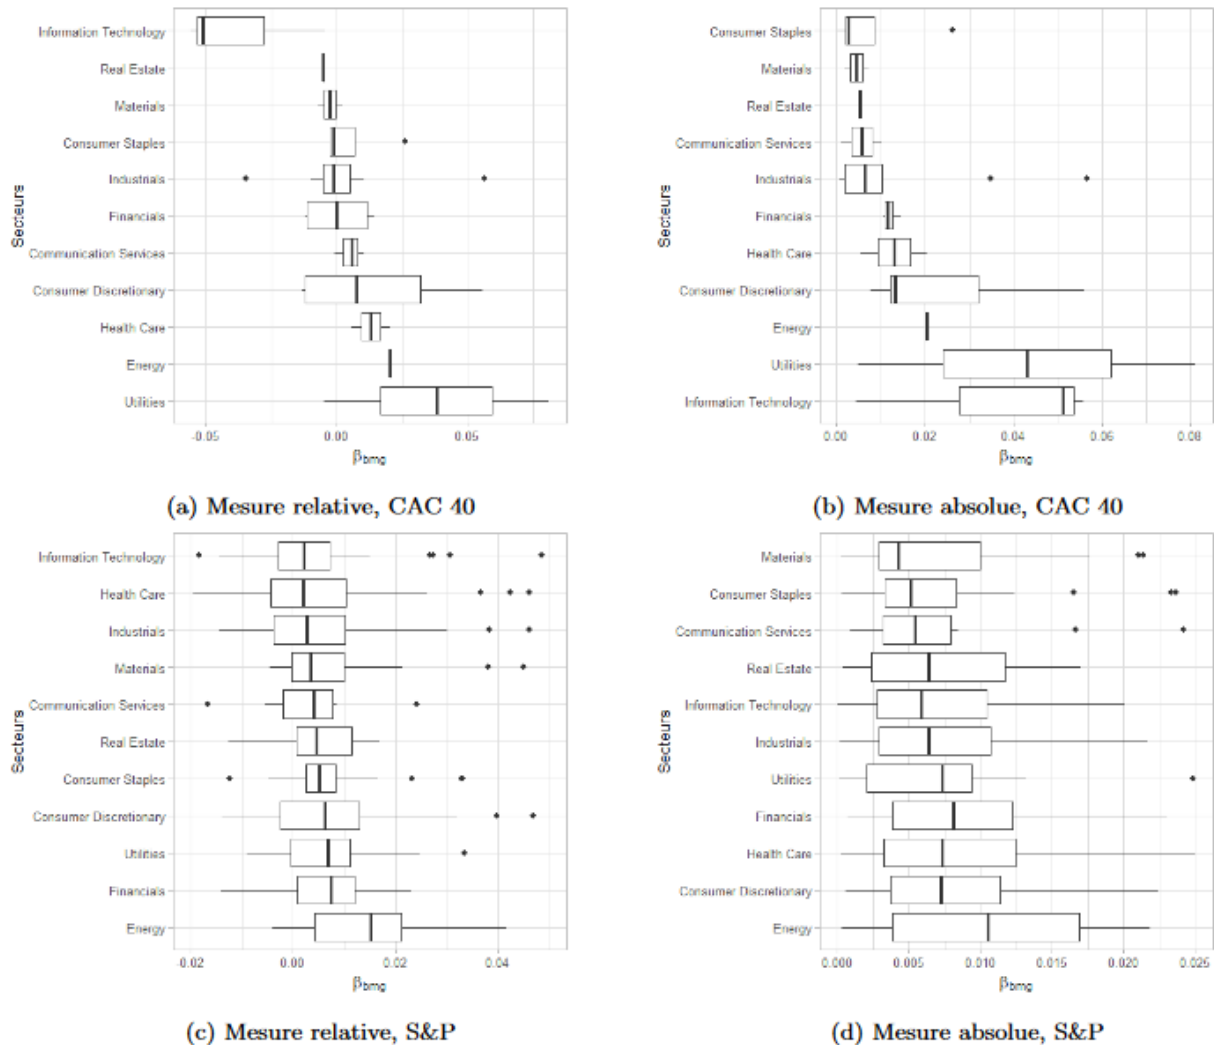 Secteurs
Information Technology
Real Estate
Materials
Consumer Staples
Industrials
Financials
Communication Services
Consumer Discretionary
Health Care
Energy
Utilities
-0.05 0.00 0.05
βbmg
(a) Mesure relative, CAC 40
Secteurs
Consumer Staples
Materials
Real Estate
Communication Services
Industrials
Financials
Health Care
Consumer Discretionary
Energy
Utilities
Information Technology
0.00 0.02 0.04 0.06 0.08
βbmg
(b) Mesure absolue, CAC 40
Secteurs
Information Technology
Health Care
Industrials
Materials
Communication Services
Real Estate
Consumer Staples
Consumer Discretionary
Utilities
Financials
Energy
-0.02 0.00 0.02 0.04
βbmg
(c) Mesure relative, S&P
Secteurs
Materials
Consumer Staples
Communication Services
Real Estate
Information Technology
Industrials
Utilities
Financials
Health Care
Consumer Discretionary
Energy
0.000 0.005 0.010 0.015 0.020 0.025
βbmg
(d) Mesure absolue, S&P